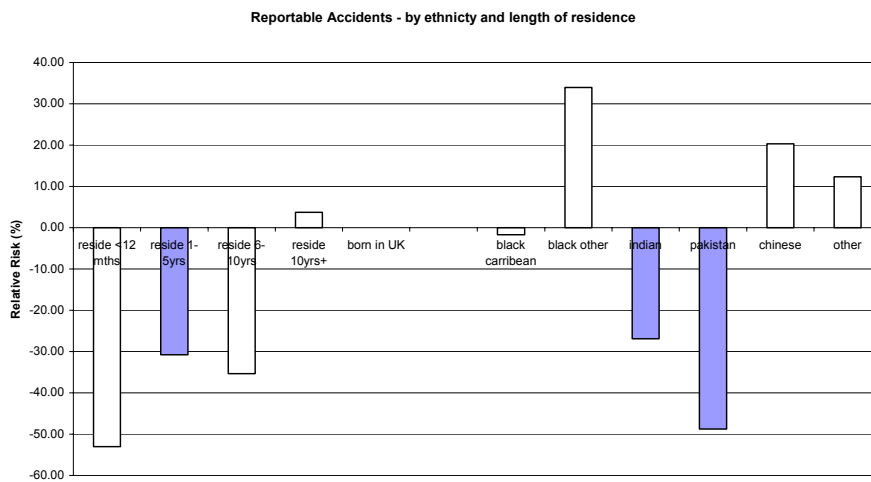 Reportable Accidents - by ethnicty and length of residence
40.00
30.00
20.00
10.00
0.00
-10.00
-20.00
-30.00
-40.00
-50.00
-60.00
Relative Risk (%)
reside <12
mths
reside 1-
5yrs
reside 6-
10yrs
reside
10yrs+
born in UK
black
carribean
black other
indian
pakistan
chinese
other